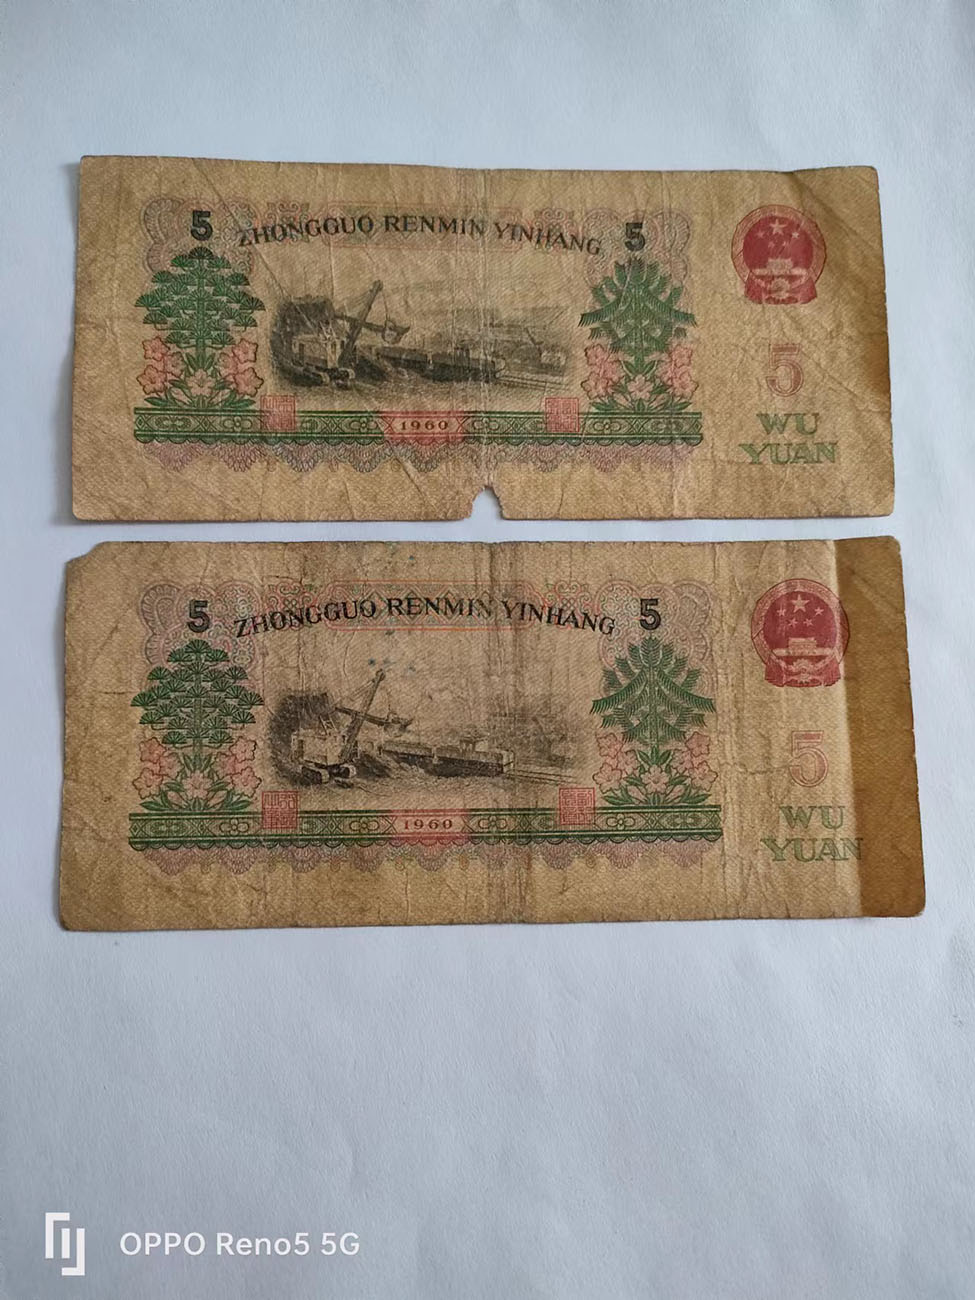 5 ZHONGGUO RENMIN YINHANG 5
5
1960
WU
YUAN
5 ZHONGGUO RENMIN YINHANG 5
5
1960
WU
YUAN
OPPO Reno5 5G